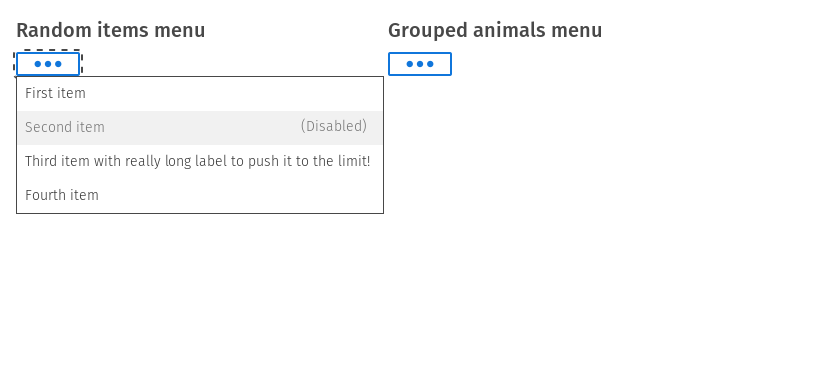 Random items menu
Grouped animals menu
First item
Second item (Disabled)
Third item with really long label to push it to the limit!
Fourth item